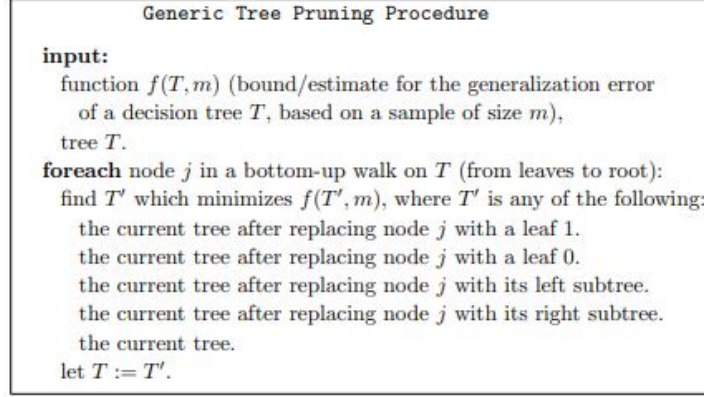 Generic Tree Pruning Procedure
input:
function f(T, m) (bound/estimate for the generalization error
of a decision tree T, based on a sample of size m),
tree T.
foreach node j in a bottom-up walk on T (from leaves to root):
find T′ which minimizes f(T′, m), where T′ is any of the following:
the current tree after replacing node j with a leaf 1.
the current tree after replacing node j with a leaf 0.
the current tree after replacing node j with its left subtree.
the current tree after replacing node j with its right subtree.
the current tree.
let T := T′.